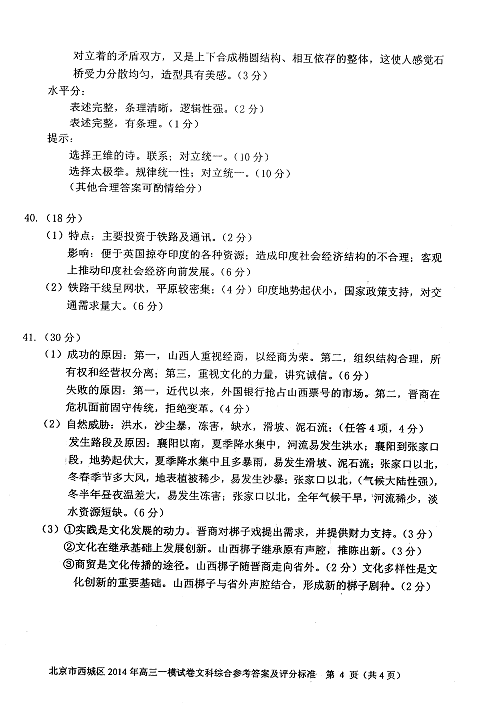 对立着的矛盾双方，又是上下合成椭圆结构、相互依存的整体，这使人感觉石
桥受力分散均匀，造型具有美感。（3 分）
水平分：
表述完整，条理清晰，逻辑性强。（2 分）
表述完整，有条理。（1 分）
提示：
选择王维的诗。联系；对立统一。（10 分）
选择太极拳。规律统一性；对立统一。（10 分）
（其他合理答案可酌情给分）
40.（18 分）
（1）特点：主要投资于铁路及通讯。（2 分）
影响：便于英国掠夺印度的各种资源；造成印度社会经济结构的不合理；客观
上推动印度社会经济向前发展。（6 分）
（2）铁路干线呈网状，平原较密集；（4 分）印度地势起伏小，国家政策支持，对交
通需求量大。（6 分）
41.（30 分）
（1）成功的原因：第一，山西人重视经商，以经商为荣。第二，组织结构合理，所
有权和经营权分离；第三，重视文化的力量，讲究诚信。（6 分）
失败的原因：第一，近代以来，外国银行抢占山西票号的市场。第二，晋商在
危机面前固守传统，拒绝变革。（4 分）
（2）自然威胁：洪水，沙尘暴，冻害，缺水，滑坡、泥石流；（任答 4 项，4 分）
发生路段及原因：襄阳以南，夏季降水集中，河流易发生洪水；襄阳到张家口
段，地势起伏大，夏季降水集中且多暴雨，易发生滑坡、泥石流；张家口以北，
冬春季节多大风，地表植被稀少，易发生沙暴；张家口以北，（气候大陆性强），
冬半年昼夜温差大，易发生冻害；张家口以北，全年气候干旱，河流稀少，淡
水资源短缺。（6 分）
（3）①实践是文化发展的动力。晋商对梆子戏提出需求，并提供财力支持。（3 分）
②文化在继承基础上发展创新。山西梆子继承原有声腔，推陈出新。（3 分）
③商贸是文化传播的途径。山西梆子随晋商走向省外。（2 分）文化多样性是文
化创新的重要基础。山西梆子与省外声腔结合，形成新的梆子剧种。（2 分）
北京市西城区 2014 年高三一模试卷文科综合参考答案及评分标准 第 4 页（共 4 页）